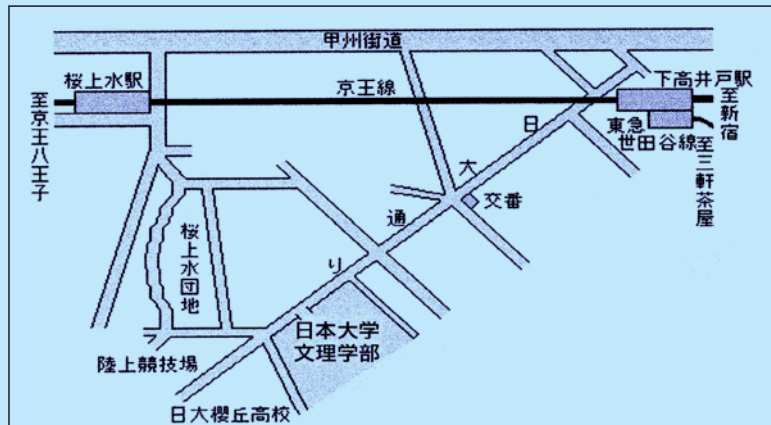 甲州街道
桜上水駅
京王線
下高井戸駅
至京王八王子
至新宿
東急
世田谷線
至三軒茶屋
日大通り
交番
桜上水団地
日本大学
文理学部
陸上競技場
日大櫻丘高校